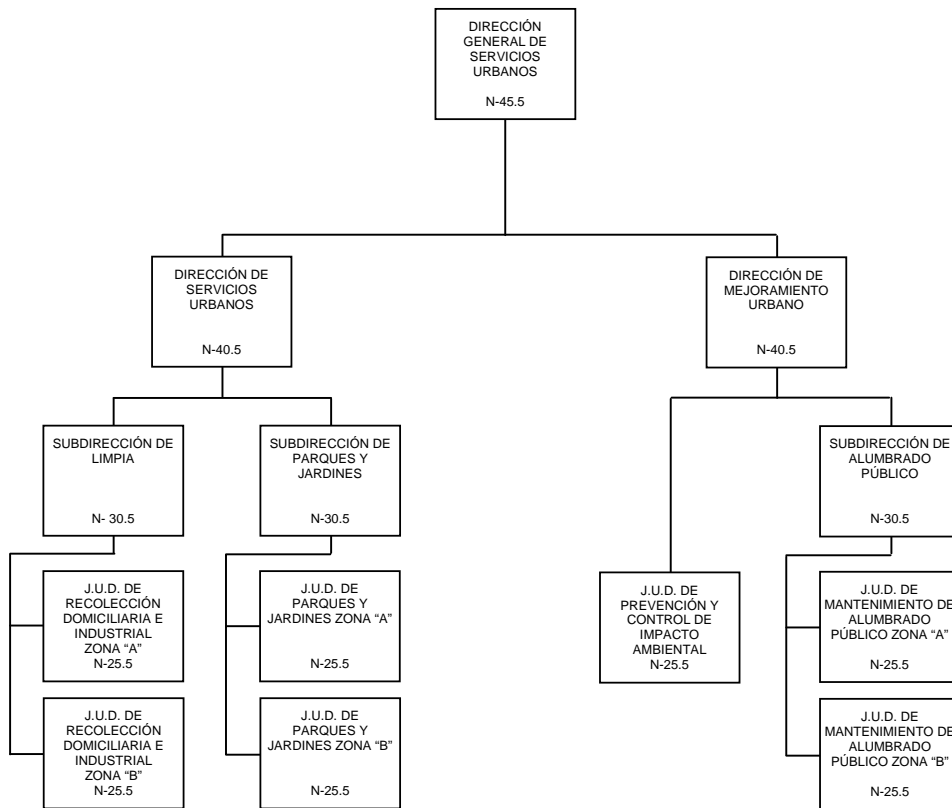 DIRECCIÓN
GENERAL DE
SERVICIOS
URBANOS
N-45.5
DIRECCIÓN DE
SERVICIOS
URBANOS
N-40.5
DIRECCIÓN DE
MEJORAMIENTO
URBANO
N-40.5
SUBDIRECCIÓN DE
LIMPIA
N- 30.5
SUBDIRECCIÓN DE
PARQUES Y
JARDINES
N-30.5
SUBDIRECCIÓN DE
ALUMBRADO
PÚBLICO
N-30.5
J.U.D. DE
RECOLECCIÓN
DOMICILIARIA E
INDUSTRIAL
ZONA “A”
N-25.5
J.U.D. DE
PARQUES Y
JARDINES ZONA “A”
N-25.5
J.U.D. DE
PREVENCIÓN Y
CONTROL DE
IMPACTO
AMBIENTAL
N-25.5
J.U.D. DE
MANTENIMIENTO DE
ALUMBRADO
PÚBLICO ZONA “A”
N-25.5
J.U.D. DE
RECOLECCIÓN
DOMICILIARIA E
INDUSTRIAL
ZONA “B”
N-25.5
J.U.D. DE
PARQUES Y
JARDINES ZONA “B”
N-25.5
J.U.D. DE
MANTENIMIENTO DE
ALUMBRADO
PÚBLICO ZONA “B”
N-25.5